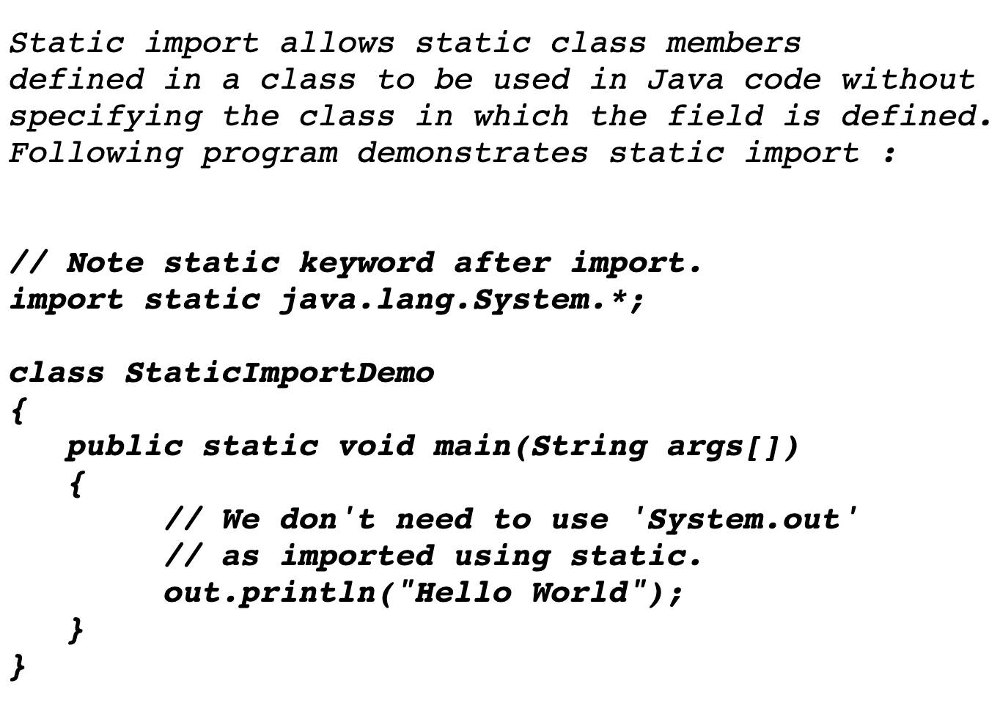 Static import allows static class members
defined in a class to be used in Java code without
specifying the class in which the field is defined.
Following program demonstrates static import :
// Note static keyword after import.
import static java.lang.System.*;
class StaticImportDemo
{
   public static void main(String args[])
   {
        // We don't need to use 'System.out'
        // as imported using static.
        out.println("Hello World");
   }
}